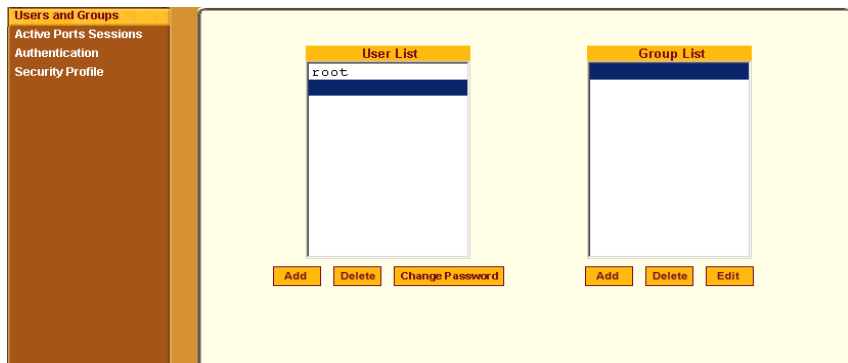 Users and Groups
Active Ports Sessions
Authentication
Security Profile
User List
root
Add
Delete
Change Password
Group List
Add
Delete
Edit